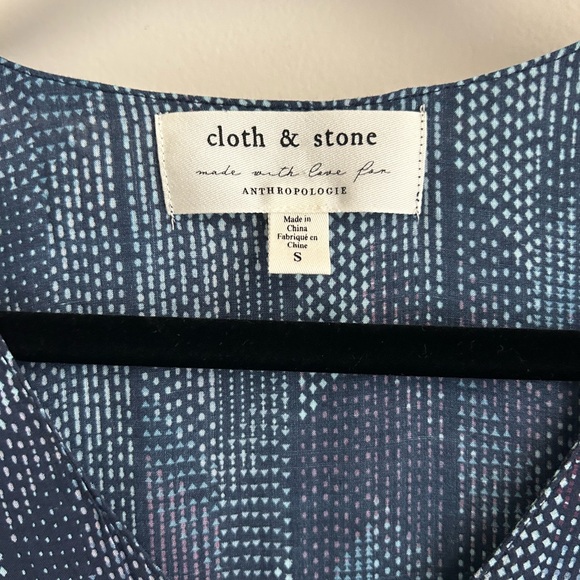 cloth & stone
made with love for
ANTHROPOLOGIE
Made in
China
Fabriqué en
Chine
S